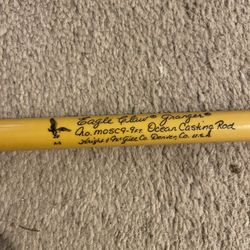 Eagle Claw® Granger®
No. MOSC9-9FT. Ocean Casting Rod
Wright & McGill Co. Denver, Co. U.S.A